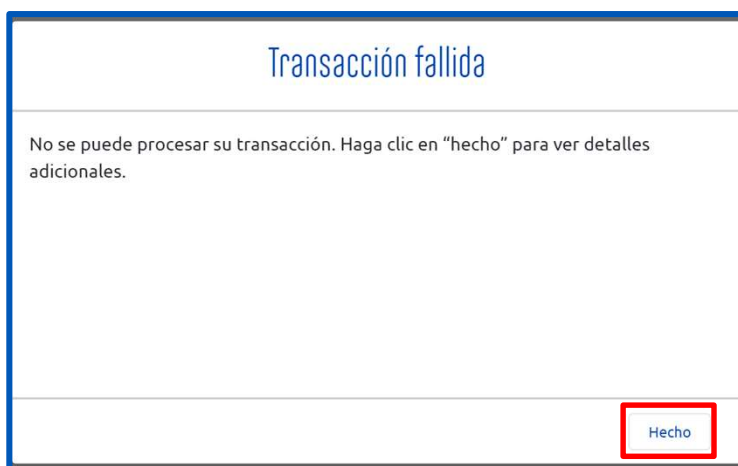 Transacción fallida
No se puede procesar su transacción. Haga clic en “hecho” para ver detalles
adicionales.
Hecho